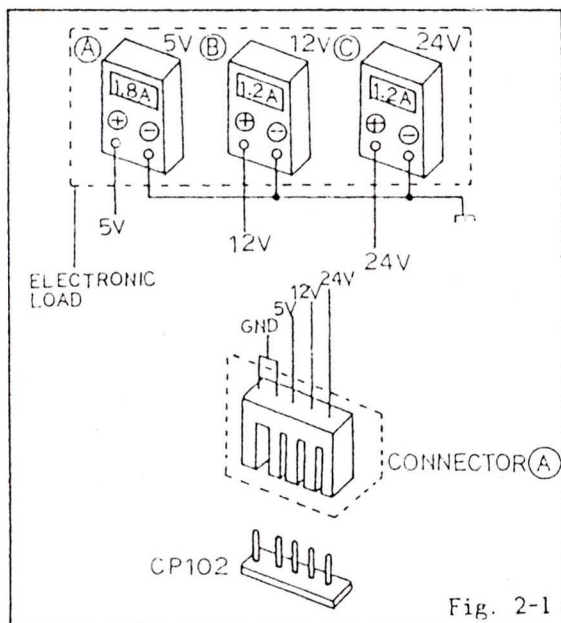 Ⓐ 5V Ⓑ 12V Ⓒ 24V
1.8A 1.2A 1.2A
+ − + − + −
5V
12V
24V
ELECTRONIC
LOAD
24V
12V
5V
GND
CONNECTOR Ⓐ
CP102
Fig. 2-1